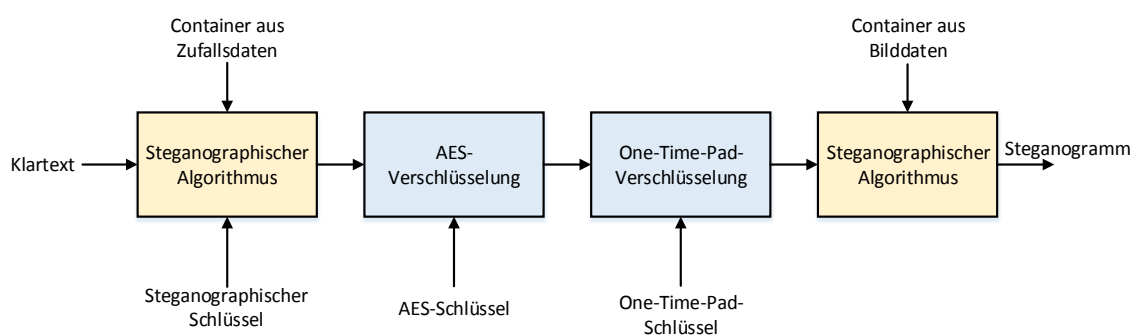 Container aus
Zufallsdaten
Container aus
Bilddaten
Klartext
Steganographischer
Algorithmus
AES-
Verschlüsselung
One-Time-Pad-
Verschlüsselung
Steganographischer
Algorithmus
Steganogramm
Steganographischer
Schlüssel
AES-Schlüssel
One-Time-Pad-
Schlüssel